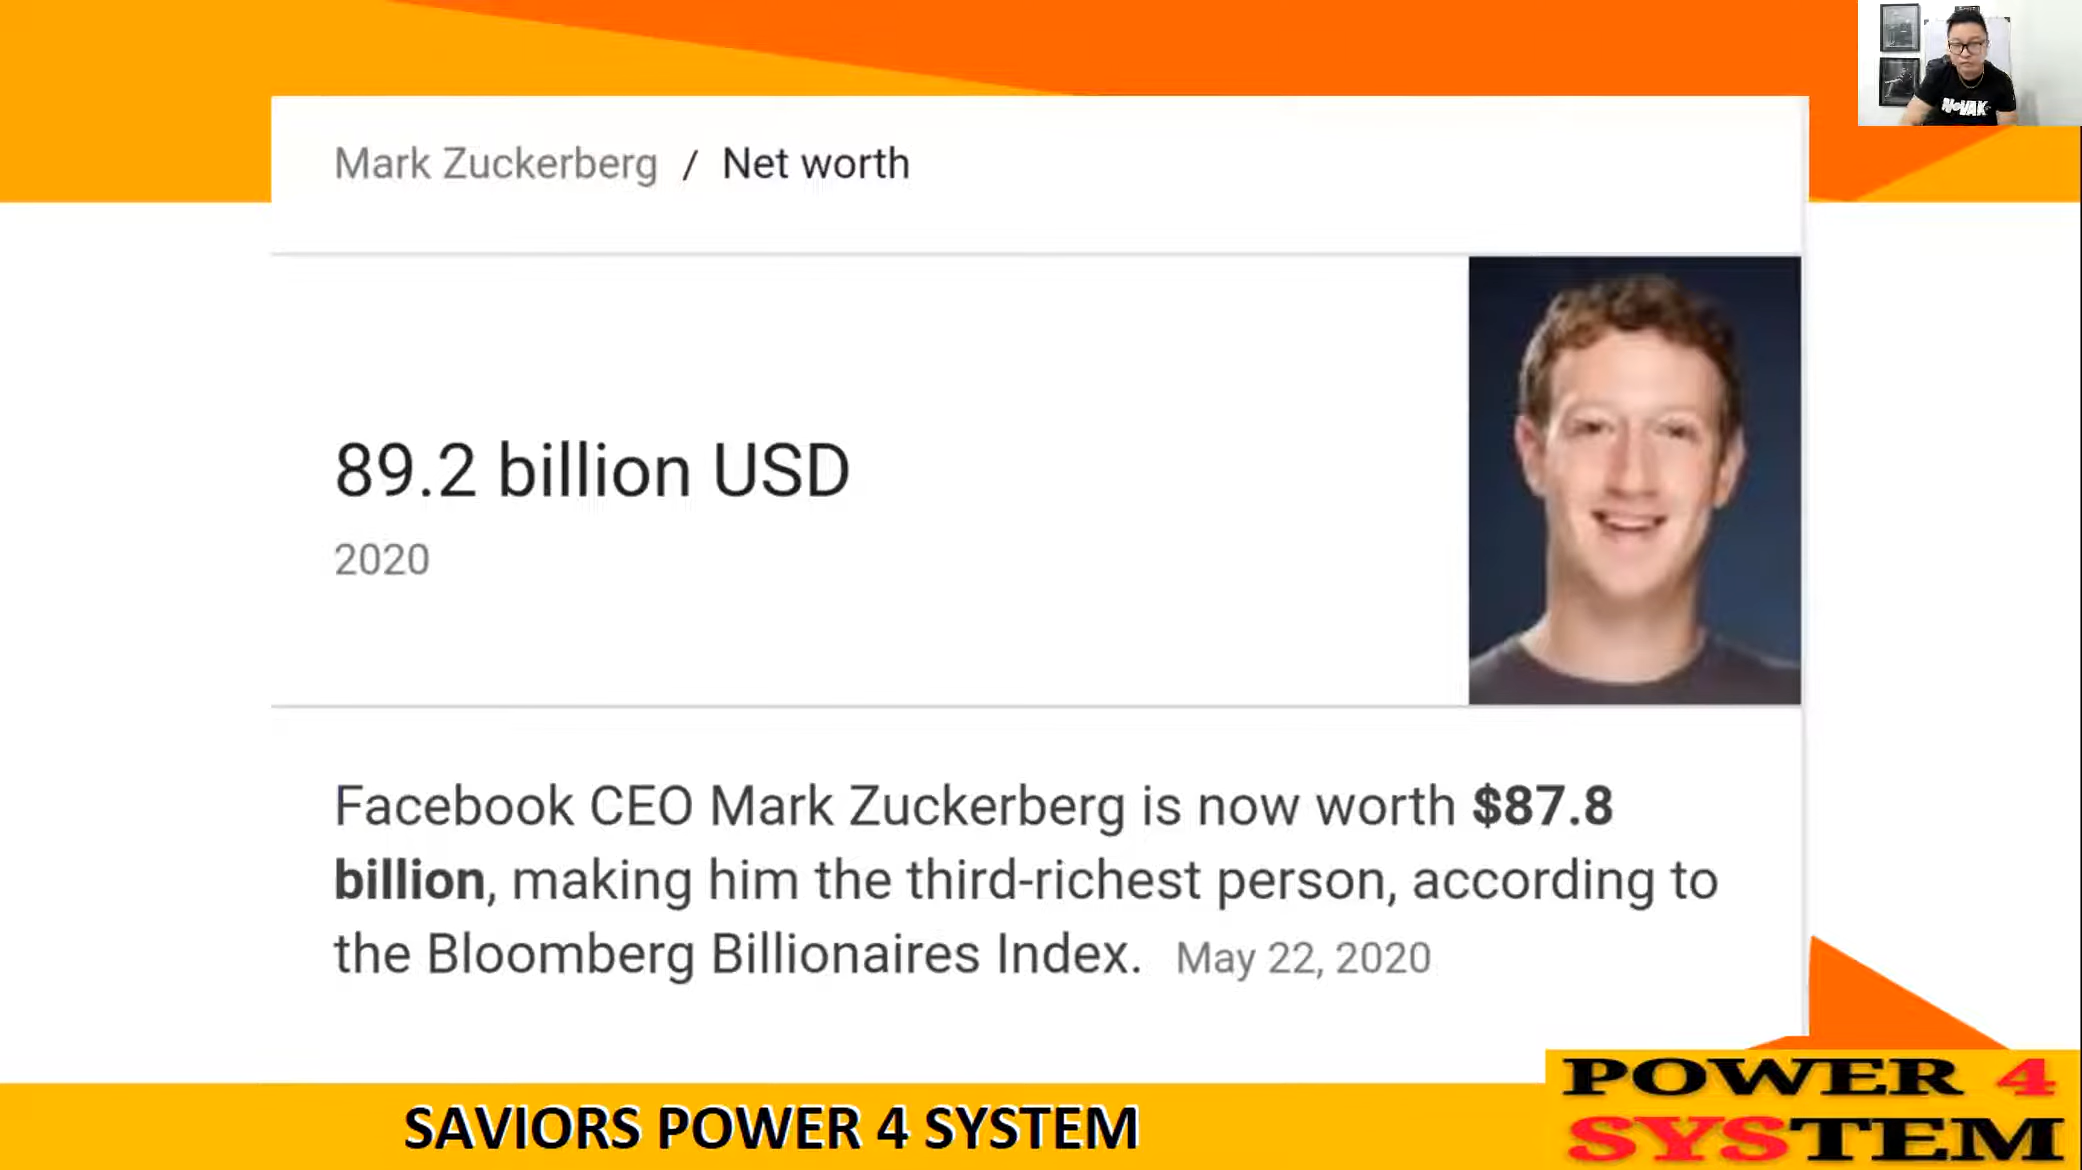 Mark Zuckerberg / Net worth
89.2 billion USD
2020
Facebook CEO Mark Zuckerberg is now worth $87.8
billion, making him the third-richest person, according to
the Bloomberg Billionaires Index. May 22, 2020
SAVIORS POWER 4 SYSTEM
POWER 4
SYSTEM
NOVAK